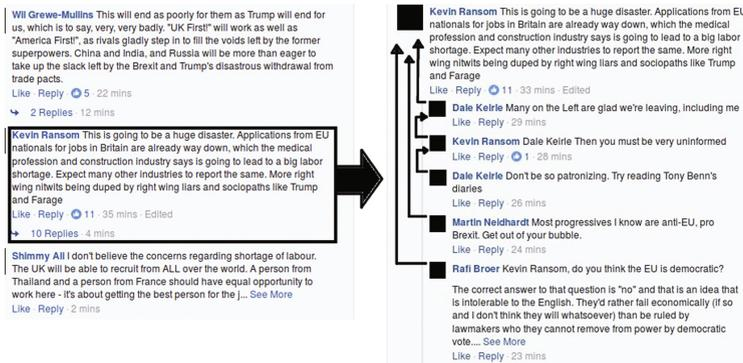 Wil Grewe-Mullins This will end as poorly for them as Trump will end for
us, which is to say, very, very badly. "UK First!" will work as well as
"America First!", as rivals gladly step in to fill the voids left by the former
superpowers. China and India, and Russia will be more than eager to
take up the slack left by the Brexit and Trump's disastrous withdrawal from
trade pacts.
Like · Reply · 5 · 22 mins
2 Replies · 12 mins
Kevin Ransom This is going to be a huge disaster. Applications from EU
nationals for jobs in Britain are already way down, which the medical
profession and construction industry says is going to lead to a big labor
shortage. Expect many other industries to report the same. More right
wing nitwits being duped by right wing liars and sociopaths like Trump
and Farage
Like · Reply · 11 · 35 mins · Edited
10 Replies · 4 mins
Shimmy All I don't believe the concerns regarding shortage of labour.
The UK will be able to recruit from ALL over the world. A person from
Thailand and a person from France should have equal opportunity to
work here - it's about getting the best person for the j... See More
Like · Reply · 2 mins
Kevin Ransom This is going to be a huge disaster. Applications from EU
nationals for jobs in Britain are already way down, which the medical
profession and construction industry says is going to lead to a big labor
shortage. Expect many other industries to report the same. More right
wing nitwits being duped by right wing liars and sociopaths like Trump
and Farage
Like · Reply · 11 · 33 mins · Edited
Dale Keirle Many on the Left are glad we're leaving, including me
Like · Reply · 29 mins
Kevin Ransom Dale Keirle Then you must be very uninformed
Like · Reply · 1 · 28 mins
Dale Keirle Don't be so patronizing. Try reading Tony Benn's
diaries
Like · Reply · 26 mins
Martin Neidhardt Most progressives I know are anti-EU, pro
Brexit. Get out of your bubble.
Like · Reply · 24 mins
Rafi Broer Kevin Ransom, do you think the EU is democratic?
The correct answer to that question is "no" and that is an idea that
is intolerable to the English. They'd rather fail economically (if so
and I don't think they will whatsoever) than be ruled by
lawmakers who they cannot remove from power by democratic
vote.... See More
Like · Reply · 23 mins